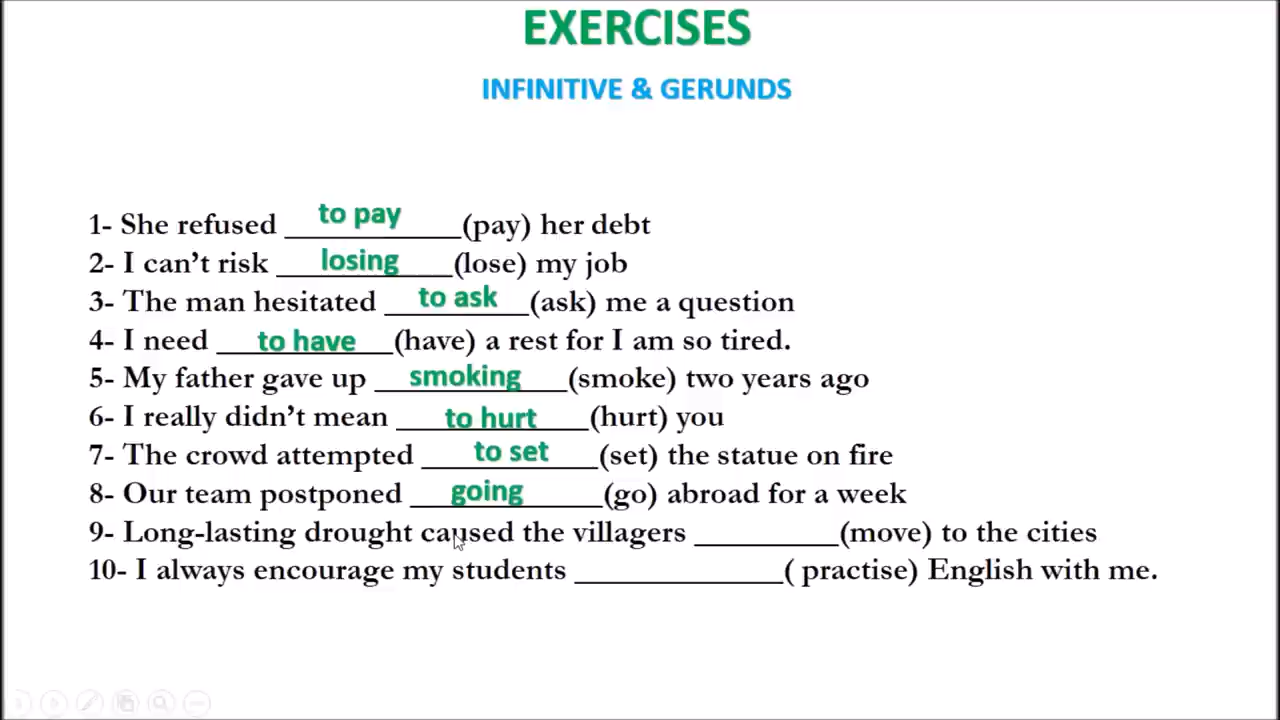 EXERCISES
INFINITIVE & GERUNDS
1- She refused to pay (pay) her debt
2- I can't risk losing (lose) my job
3- The man hesitated to ask (ask) me a question
4- I need to have (have) a rest for I am so tired.
5- My father gave up smoking (smoke) two years ago
6- I really didn't mean to hurt (hurt) you
7- The crowd attempted to set (set) the statue on fire
8- Our team postponed going (go) abroad for a week
9- Long-lasting drought caused the villagers __________(move) to the cities
10- I always encourage my students ______________( practise) English with me.